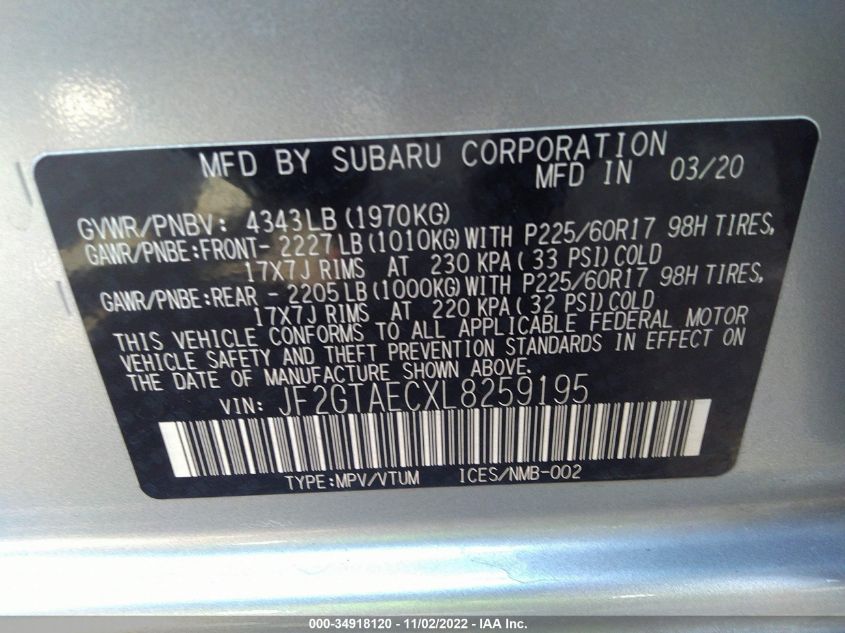 MFD BY SUBARU CORPORATION
MFD IN 03/20
GVWR/PNBV: 4343LB(1970KG)
GAWR/PNBE:FRONT- 2227LB(1010KG)WITH P225/60R17 98H TIRES,
17X7J RIMS AT 230 KPA(33 PSI)COLD
GAWR/PNBE:REAR - 2205LB(1000KG)WITH P225/60R17 98H TIRES,
17X7J RIMS AT 220 KPA(32 PSI)COLD
THIS VEHICLE CONFORMS TO ALL APPLICABLE FEDERAL MOTOR
VEHICLE SAFETY AND THEFT PREVENTION STANDARDS IN EFFECT ON
THE DATE OF MANUFACTURE SHOWN ABOVE.
VIN: JF2GTAECXL8259195
TYPE:MPV/VTUM ICES/NMB-002
000-34918120 - 11/02/2022 - IAA Inc.